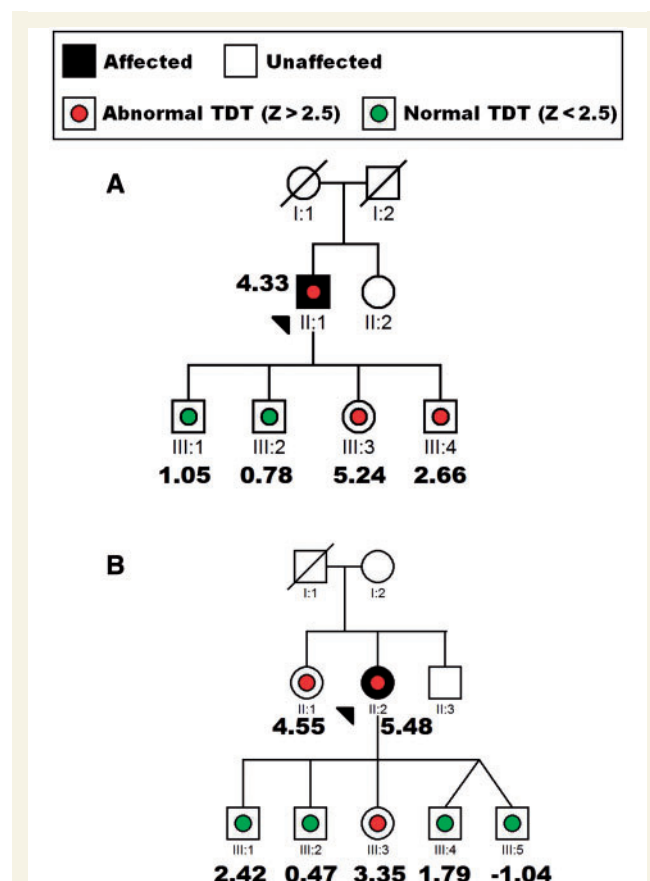 Affected Unaffected
Abnormal TDT (Z > 2.5) Normal TDT (Z < 2.5)
A
I:1 I:2
4.33
II:1 II:2
III:1 III:2 III:3 III:4
1.05 0.78 5.24 2.66
B
I:1 I:2
II:1 II:2 II:3
4.55 5.48
III:1 III:2 III:3 III:4 III:5
2.42 0.47 3.35 1.79 -1.04